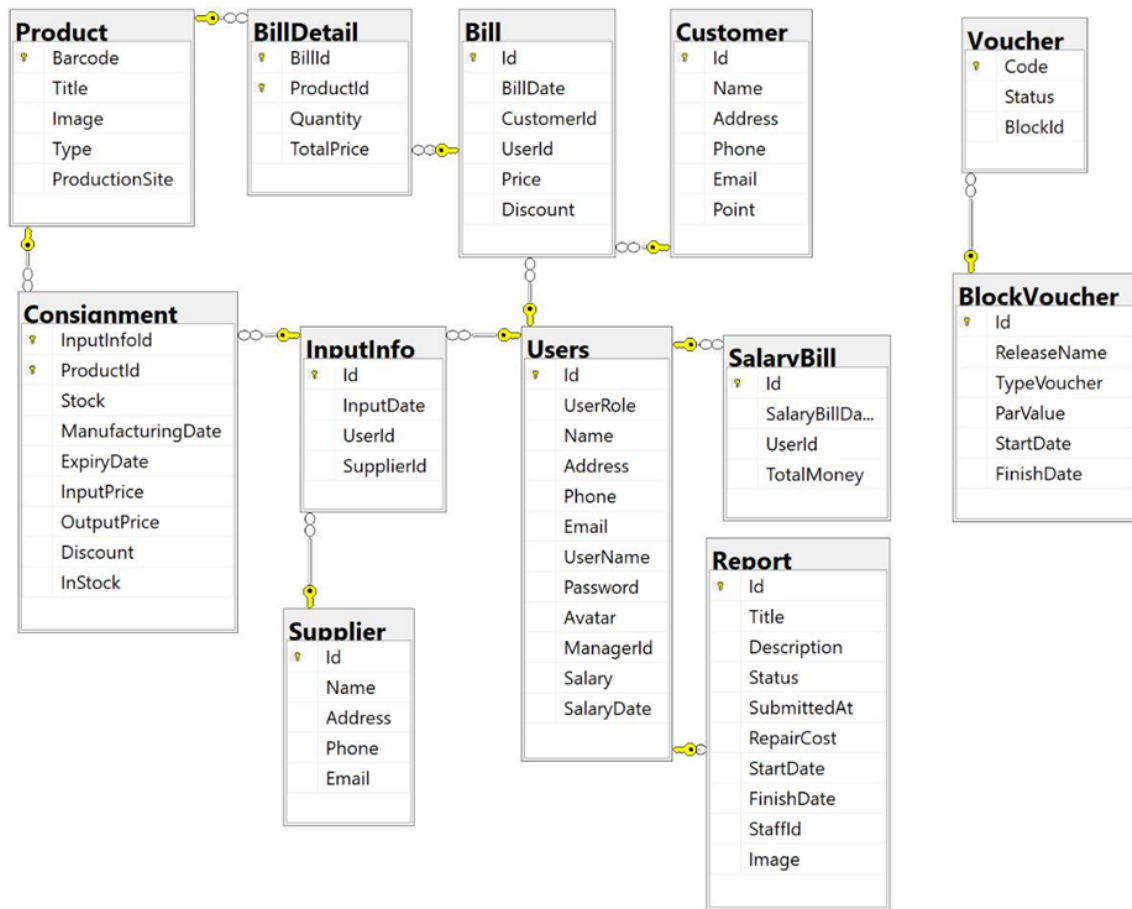 Product
Barcode
Title
Image
Type
ProductionSite
BillDetail
BillId
ProductId
Quantity
TotalPrice
Bill
Id
BillDate
CustomerId
UserId
Price
Discount
Customer
Id
Name
Address
Phone
Email
Point
Voucher
Code
Status
BlockId
Consignment
InputInfoId
ProductId
Stock
ManufacturingDate
ExpiryDate
InputPrice
OutputPrice
Discount
InStock
InputInfo
Id
InputDate
UserId
SupplierId
Users
Id
UserRole
Name
Address
Phone
Email
UserName
Password
Avatar
ManagerId
Salary
SalaryDate
SalaryBill
Id
SalaryBillDa...
UserId
TotalMoney
BlockVoucher
Id
ReleaseName
TypeVoucher
ParValue
StartDate
FinishDate
Supplier
Id
Name
Address
Phone
Email
Report
Id
Title
Description
Status
SubmittedAt
RepairCost
StartDate
FinishDate
StaffId
Image